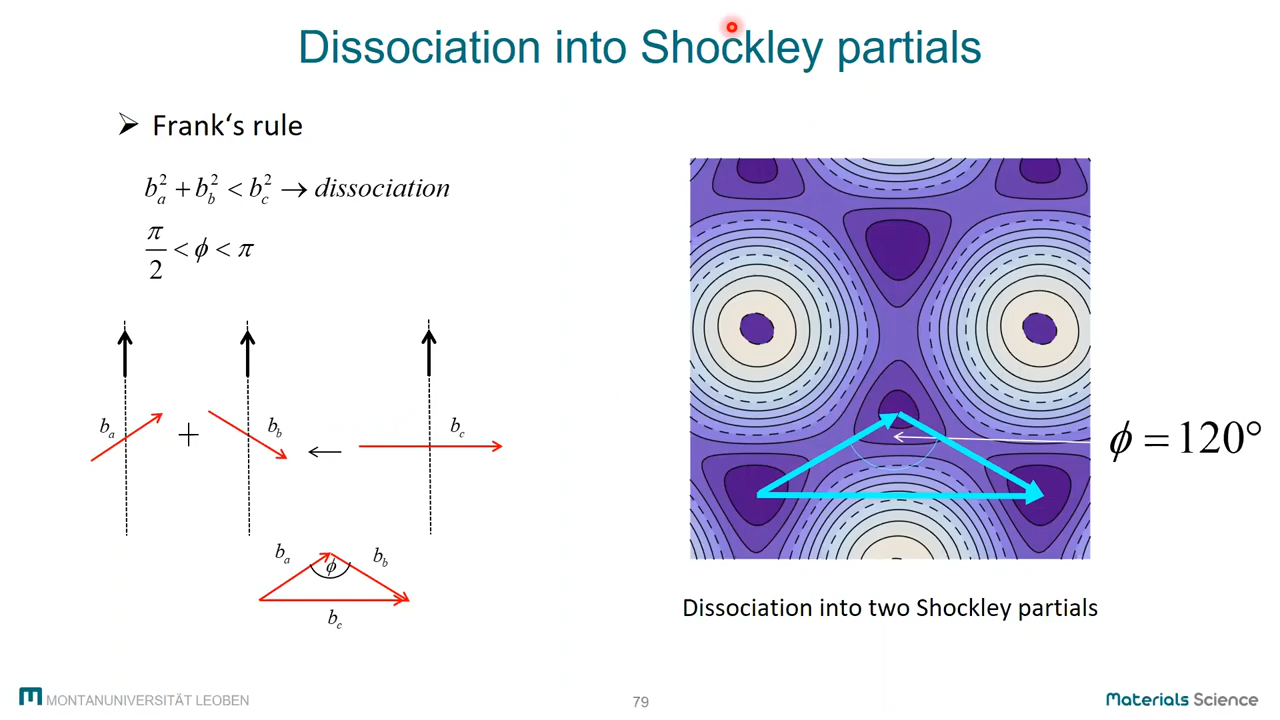 Dissociation into Shockley partials
➢ Frank‘s rule
b_a^2 + b_b^2 < b_c^2 → dissociation
π/2 < ϕ < π
b_a + b_b ← b_c
b_a ϕ b_b
b_c
ϕ = 120°
Dissociation into two Shockley partials
MONTANUNIVERSITÄT LEOBEN
79
Materials Science